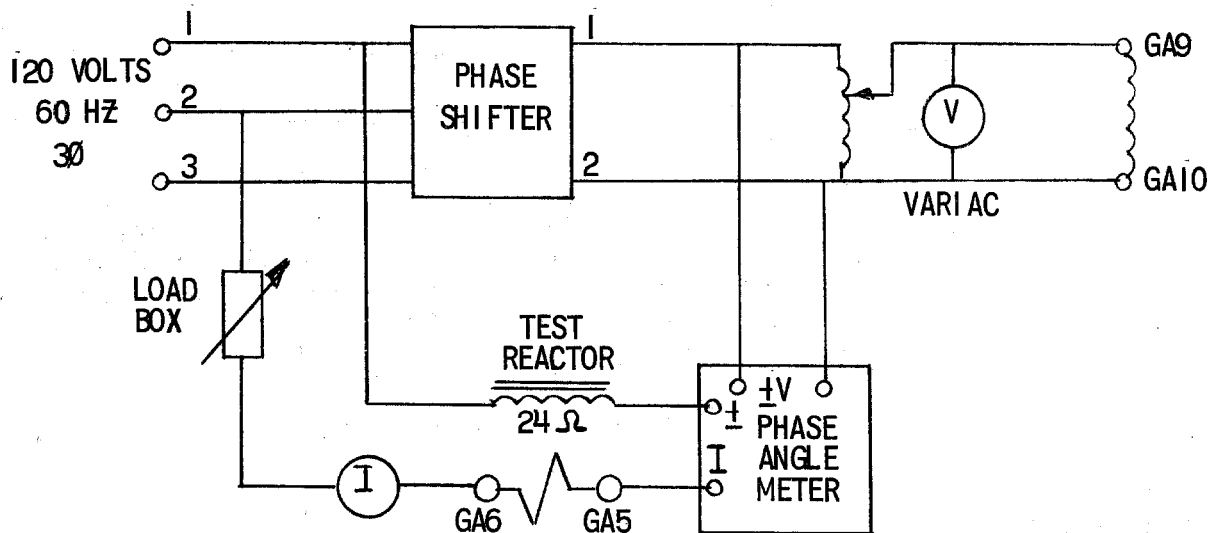 120 VOLTS
60 HZ
3Ø
1
2
3
PHASE
SHIFTER
1
2
V
VARIAC
GA9
GA10
LOAD
BOX
TEST
REACTOR
24 Ω
I
GA6
GA5
± V
±
I
PHASE
ANGLE
METER